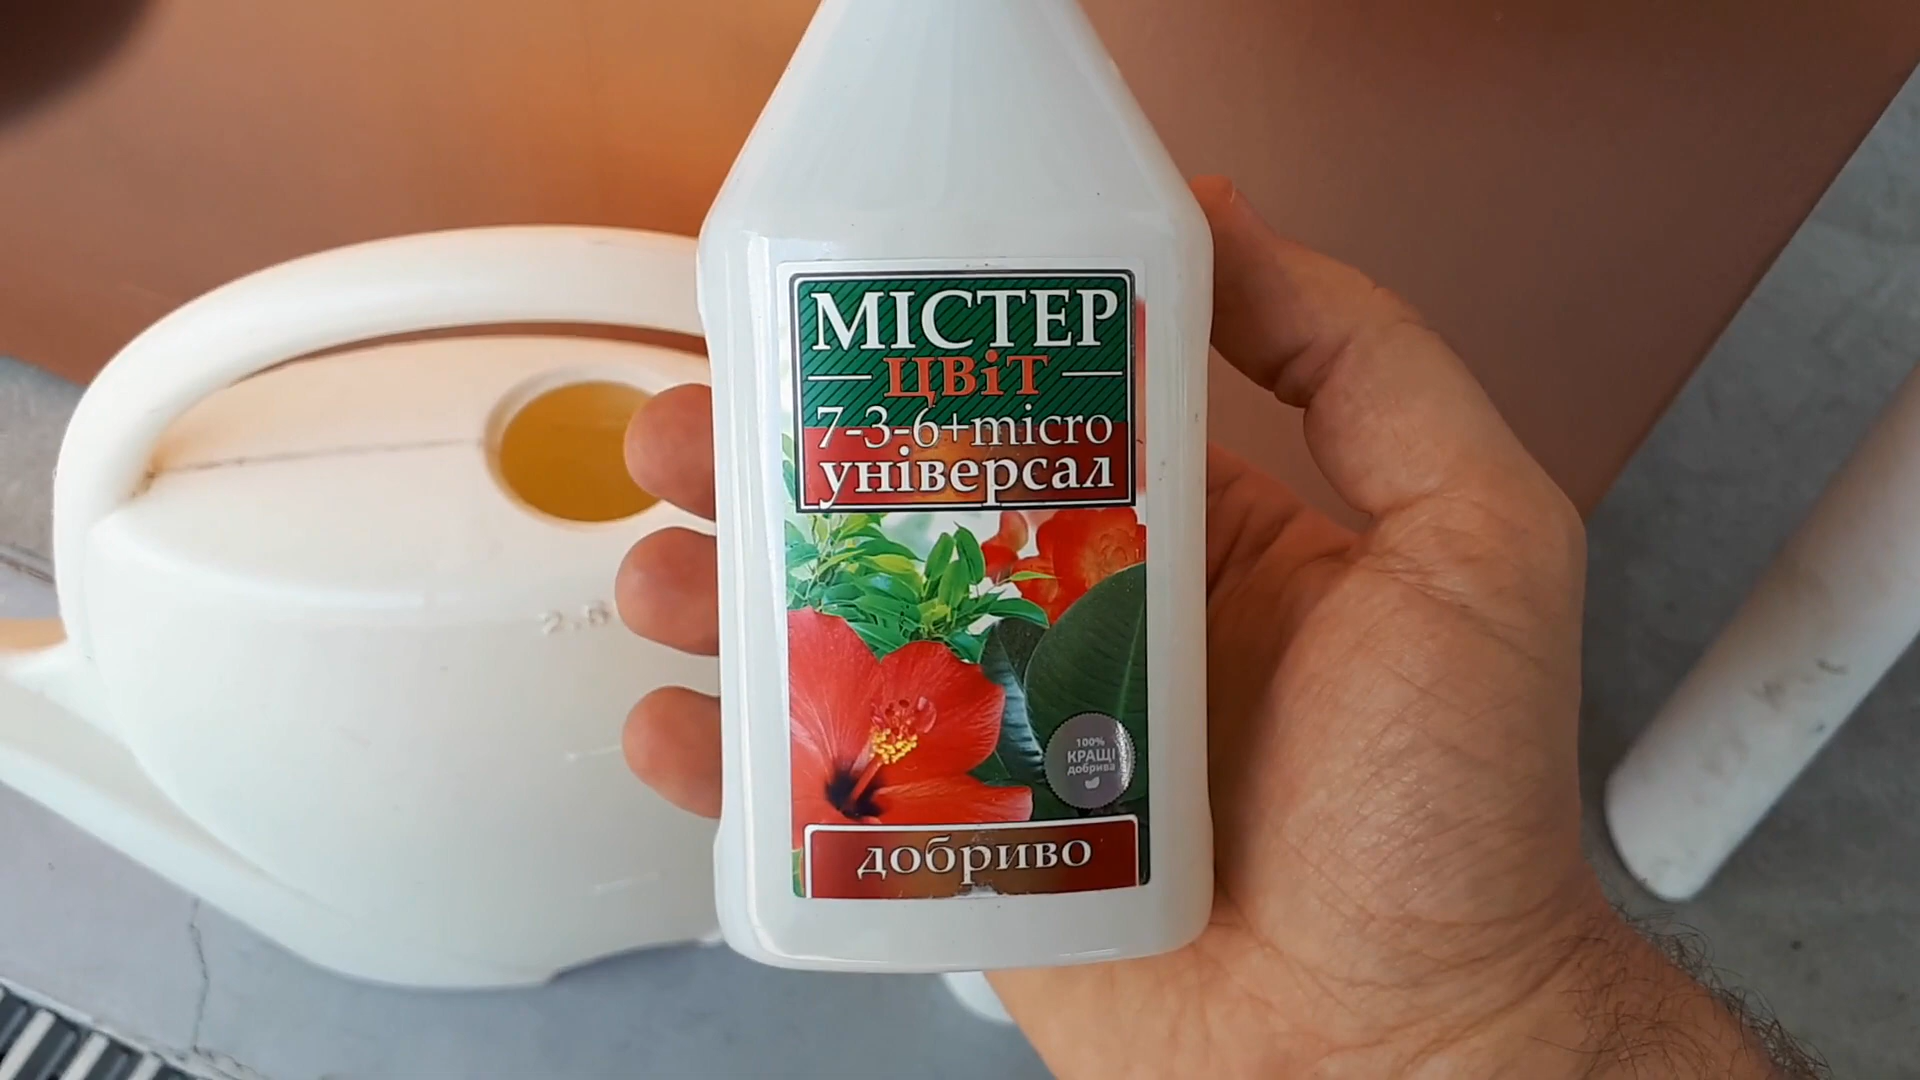 МІСТЕР
ЦВіТ
7-3-6+micro
універсал
100%
КРАЩІ
добрива
добриво